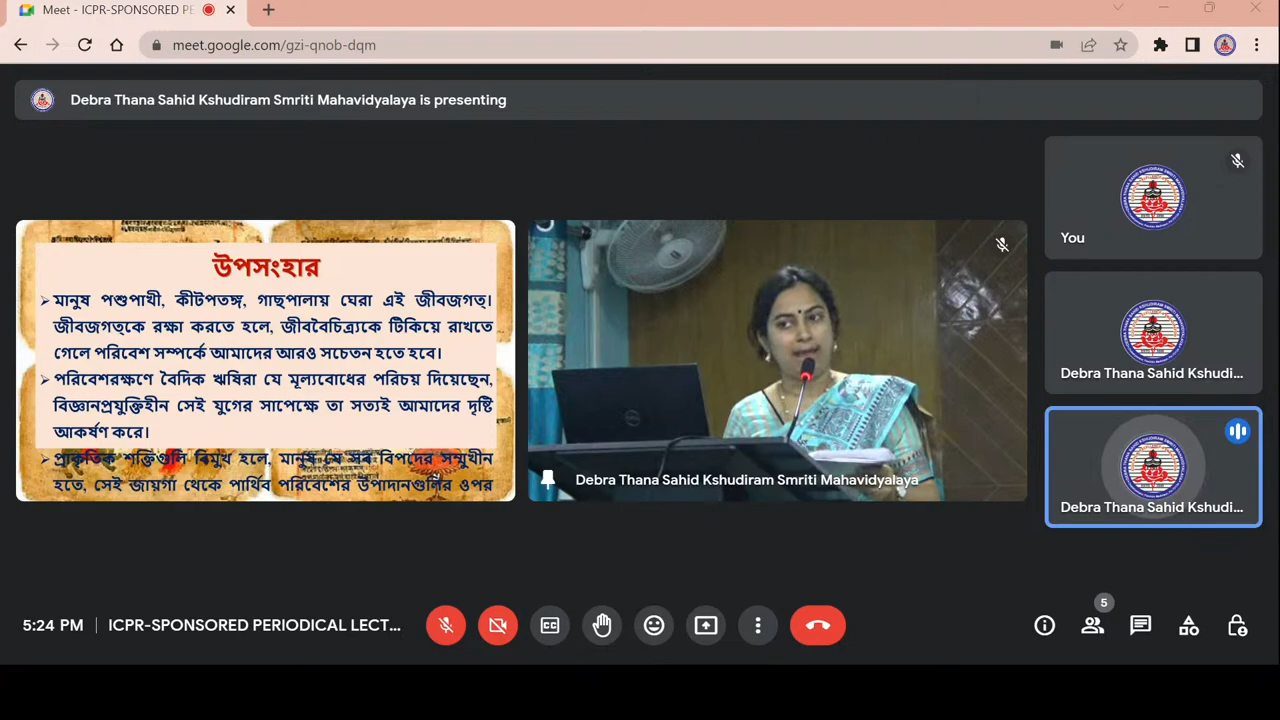 Meet - ICPR-SPONSORED PE
meet.google.com/gzi-qnob-dqm
Debra Thana Sahid Kshudiram Smriti Mahavidyalaya is presenting
উপসংহার
➢ মানুষ পশুপাখী, কীটপতঙ্গ, গাছপালায় ঘেরা এই জীবজগত্।
জীবজগত্‌কে রক্ষা করতে হলে, জীববৈচিত্র্যকে টিকিয়ে রাখতে
গেলে পরিবেশ সম্পর্কে আমাদের আরও সচেতন হতে হবে।
➢ পরিবেশরক্ষণে বৈদিক ঋষিরা যে মূল্যবোধের পরিচয় দিয়েছেন,
বিজ্ঞানপ্রযুক্তিহীন সেই যুগের সাপেক্ষে তা সত্যই আমাদের দৃষ্টি
আকর্ষণ করে।
➢ প্রাকৃতিক শক্তিগুলি বিমুখ হলে, মানুষ যে সব বিপদের সম্মুখীন
হতে, সেই জায়গা থেকে পার্থিব পরিবেশের উপাদানগুলির ওপর
Debra Thana Sahid Kshudiram Smriti Mahavidyalaya
You
Debra Thana Sahid Kshudi...
Debra Thana Sahid Kshudi...
5:24 PM | ICPR-SPONSORED PERIODICAL LECT...
5